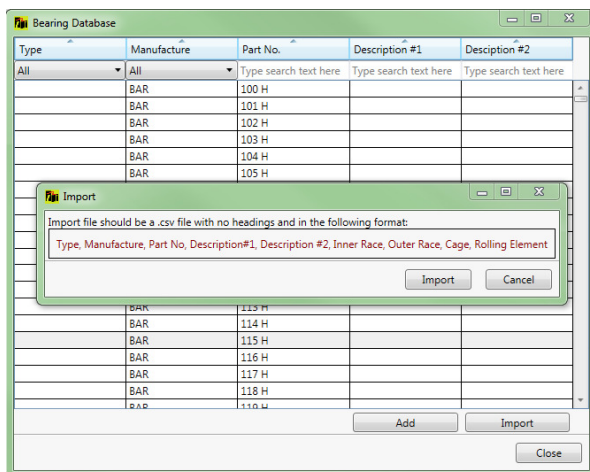 Bearing Database
Type Manufacture Part No. Description #1 Desciption #2
All All Type search text here Type search text here Type search text here
BAR 100 H
BAR 101 H
BAR 102 H
BAR 103 H
BAR 104 H
BAR 105 H
Import
Import file should be a .csv file with no headings and in the following format:
Type, Manufacture, Part No, Description#1, Description #2, Inner Race, Outer Race, Cage, Rolling Element
Import Cancel
BAR 113 H
BAR 114 H
BAR 115 H
BAR 116 H
BAR 117 H
BAR 118 H
BAR 119 H
Add Import
Close